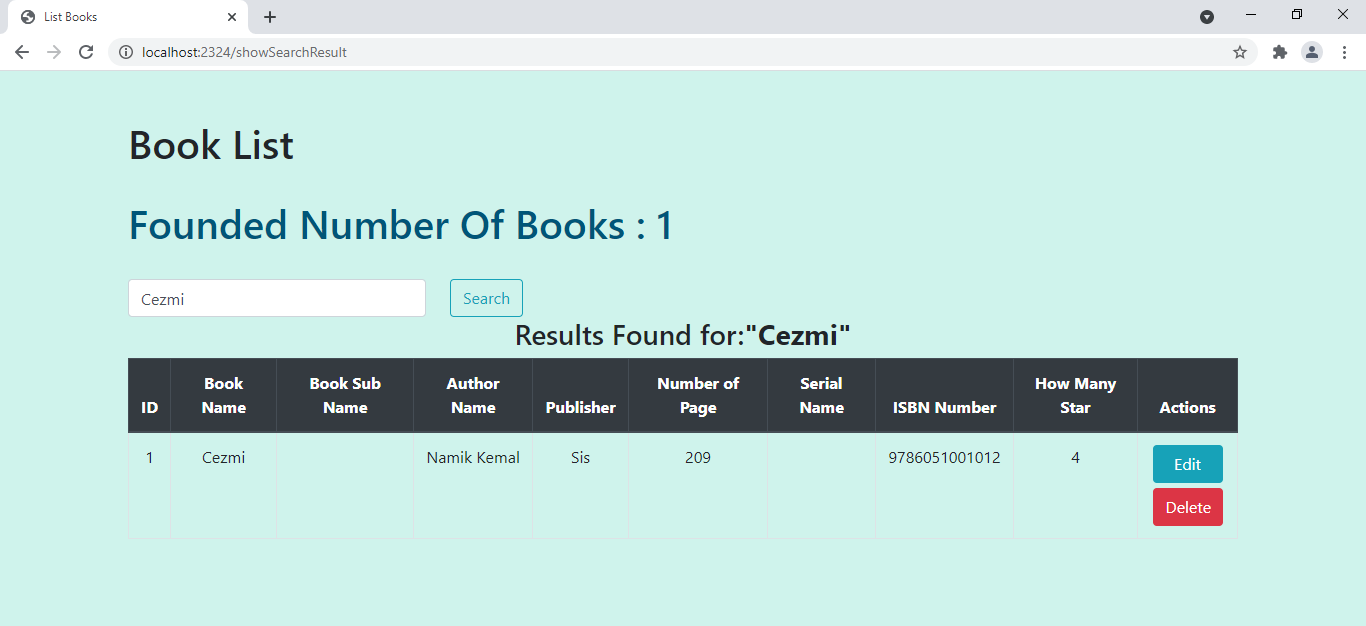 List Books
localhost:2324/showSearchResult
Book List
Founded Number Of Books : 1
Cezmi
Search
Results Found for:"Cezmi"
ID Book Name Book Sub Name Author Name Publisher Number of Page Serial Name ISBN Number How Many Star Actions
1 Cezmi Namik Kemal Sis 209 9786051001012 4 Edit
Delete